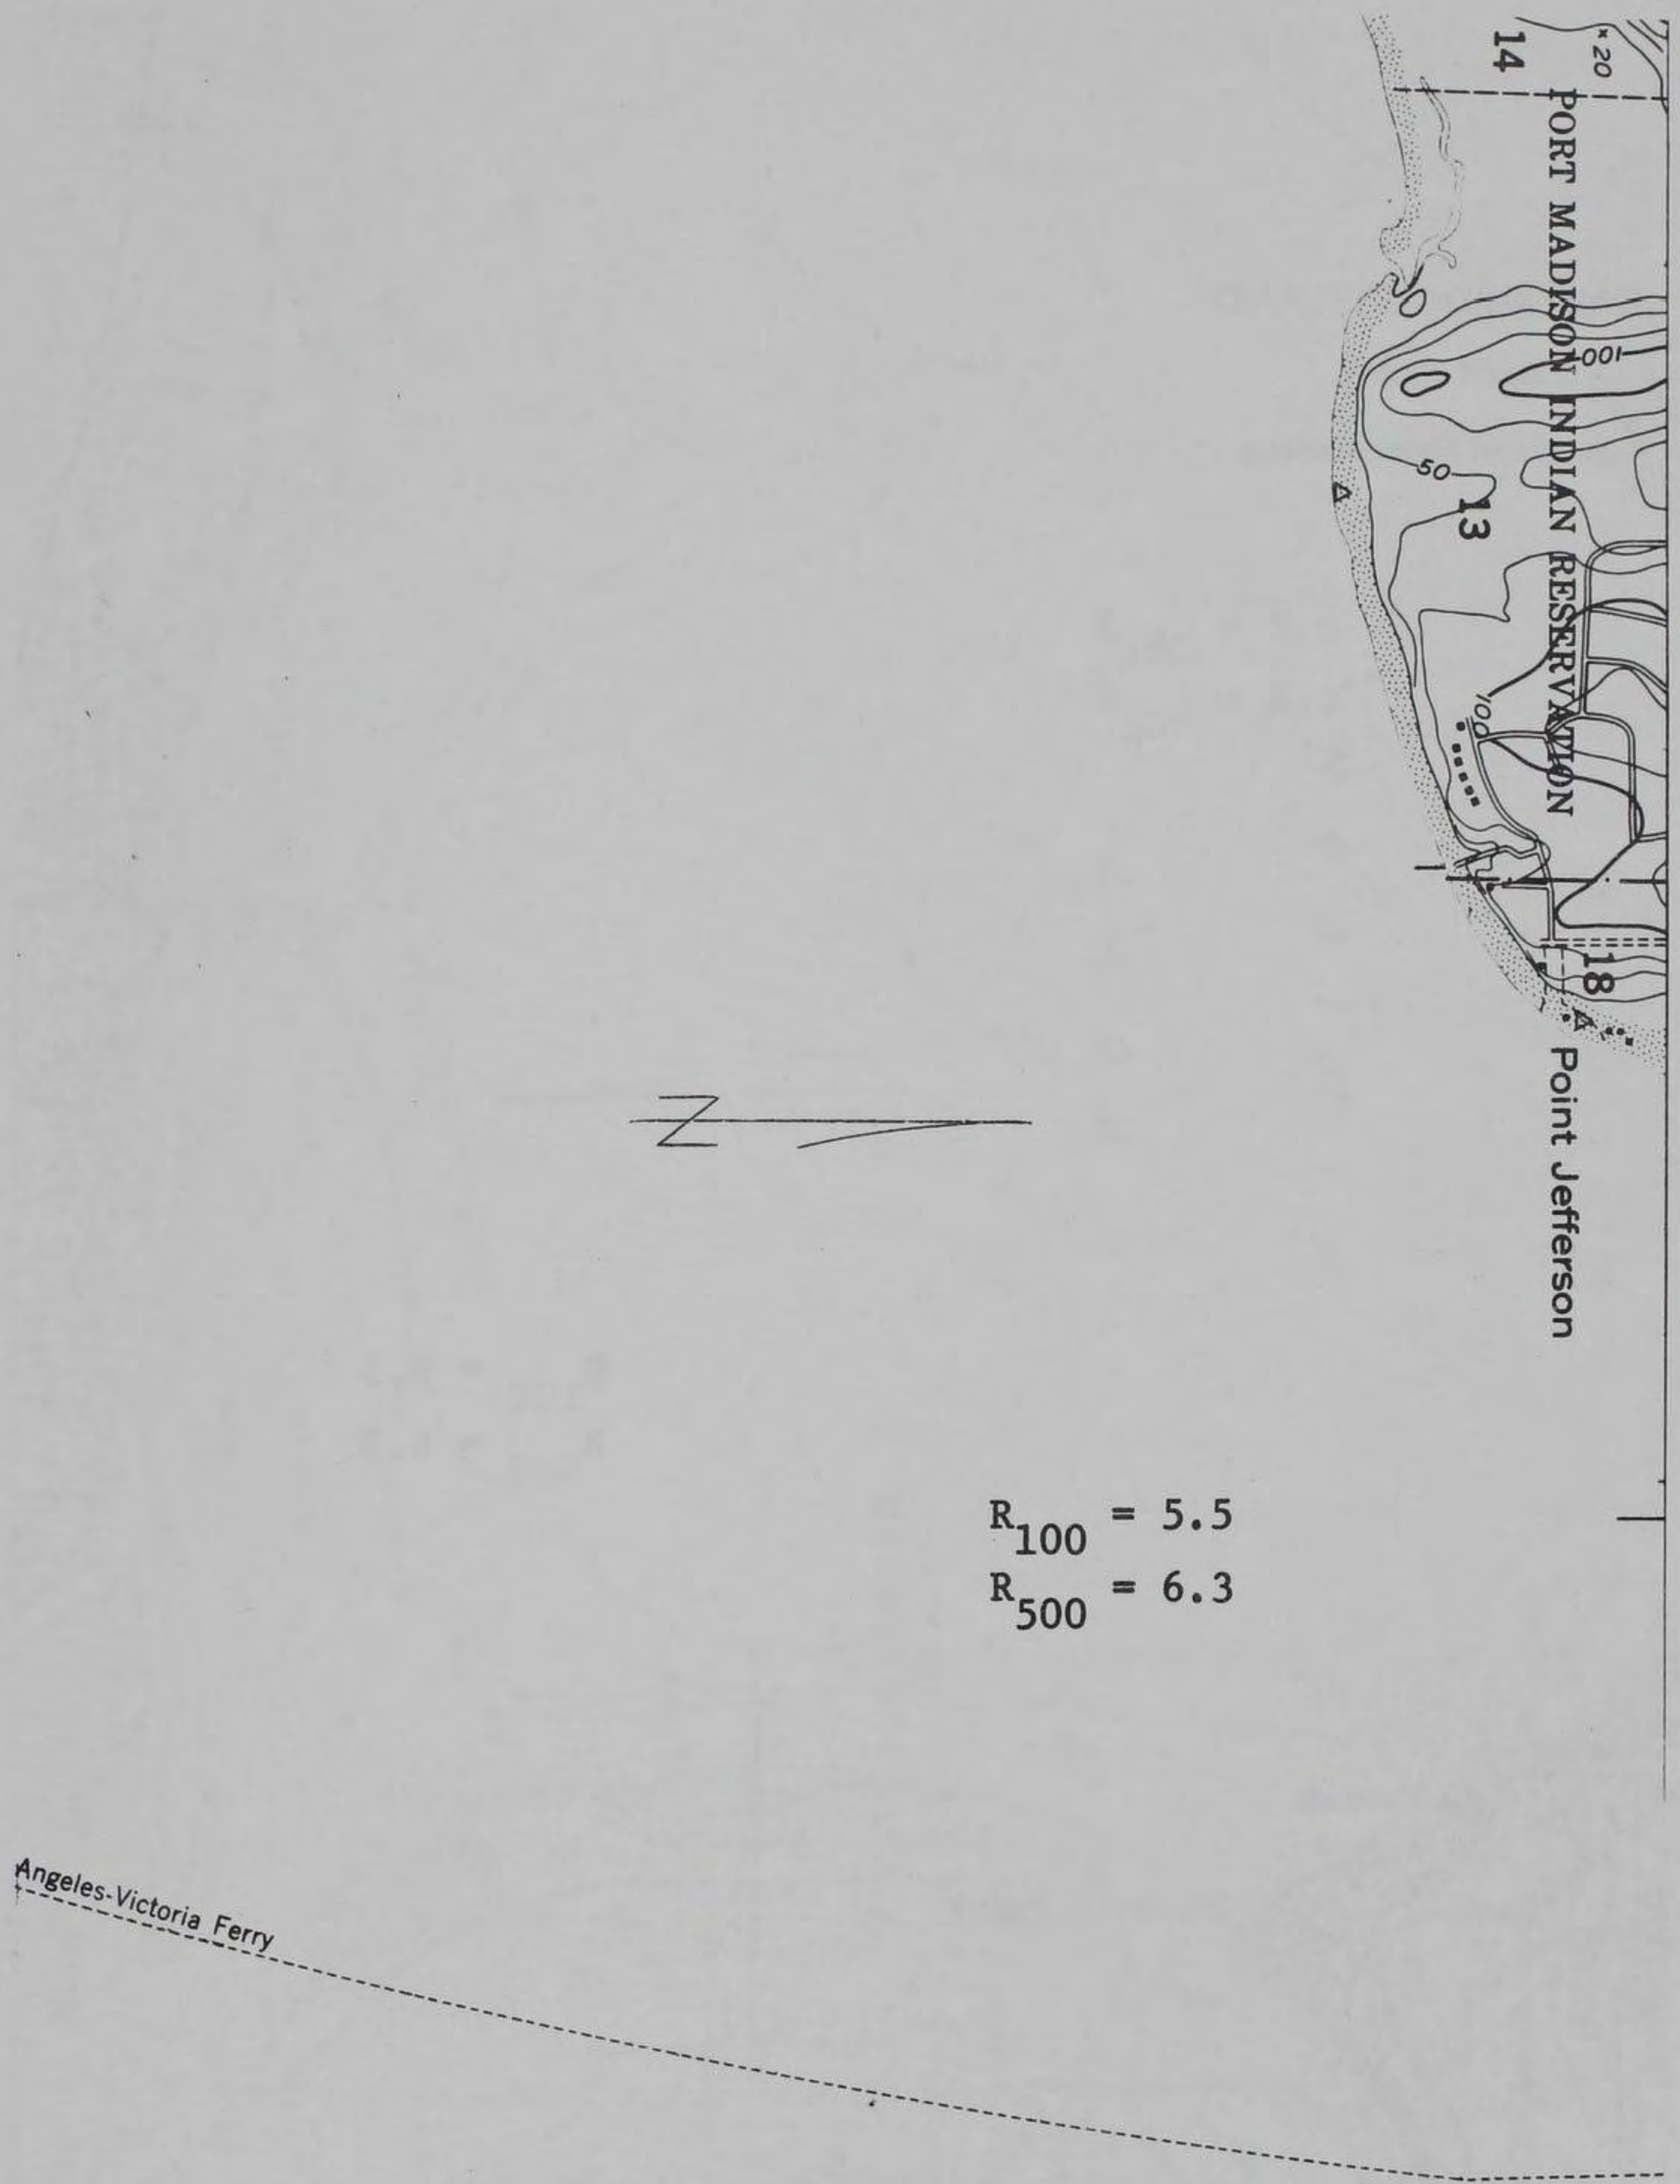 14
× 20
PORT MADISON INDIAN RESERVATION
100
50
13
100
18
Point Jefferson
N
R100 = 5.5
R500 = 6.3
Angeles-Victoria Ferry